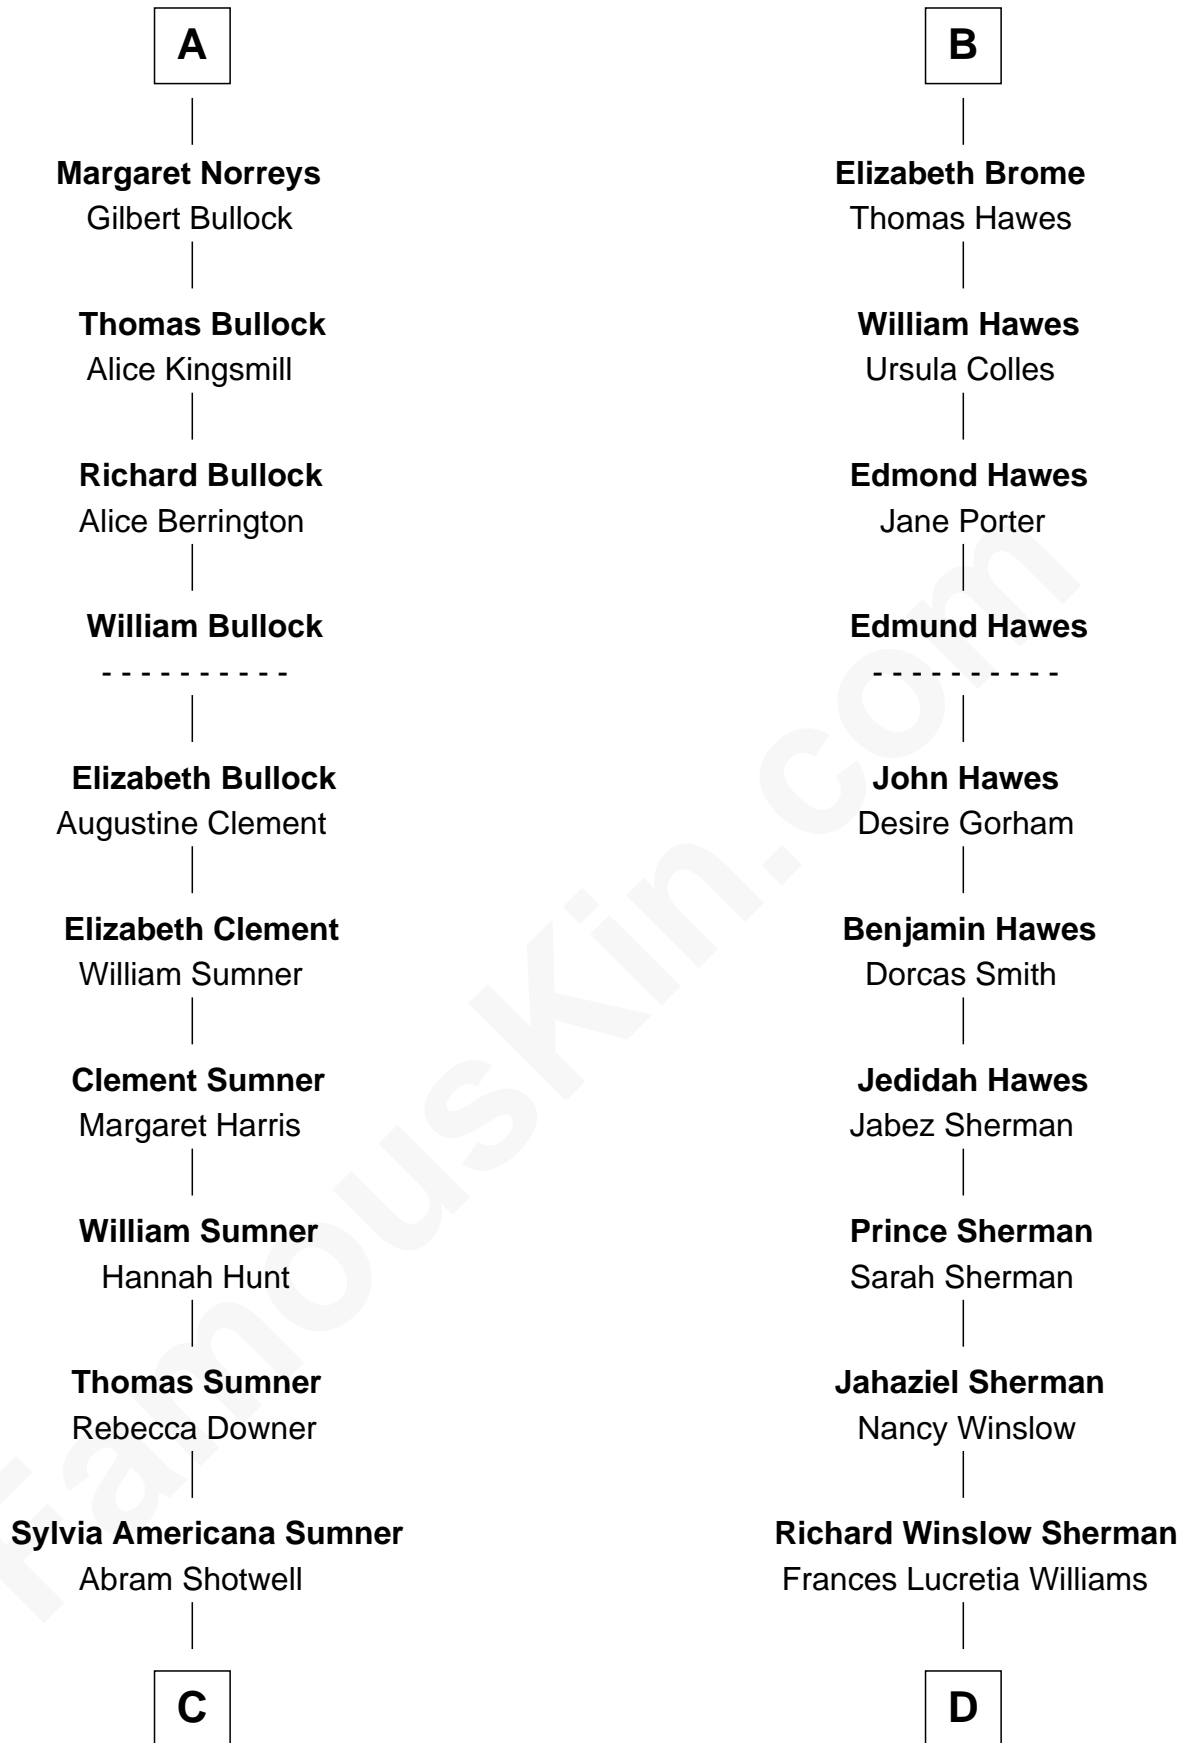 A
Margaret Norreys
Gilbert Bullock
Thomas Bullock
Alice Kingsmill
Richard Bullock
Alice Berrington
William Bullock
- - - - - - - - - -
Elizabeth Bullock
Augustine Clement
Elizabeth Clement
William Sumner
Clement Sumner
Margaret Harris
William Sumner
Hannah Hunt
Thomas Sumner
Rebecca Downer
Sylvia Americana Sumner
Abram Shotwell
C
B
Elizabeth Brome
Thomas Hawes
William Hawes
Ursula Colles
Edmond Hawes
Jane Porter
Edmund Hawes
- - - - - - - - - -
John Hawes
Desire Gorham
Benjamin Hawes
Dorcas Smith
Jedidah Hawes
Jabez Sherman
Prince Sherman
Sarah Sherman
Jahaziel Sherman
Nancy Winslow
Richard Winslow Sherman
Frances Lucretia Williams
D
FamousKin.com